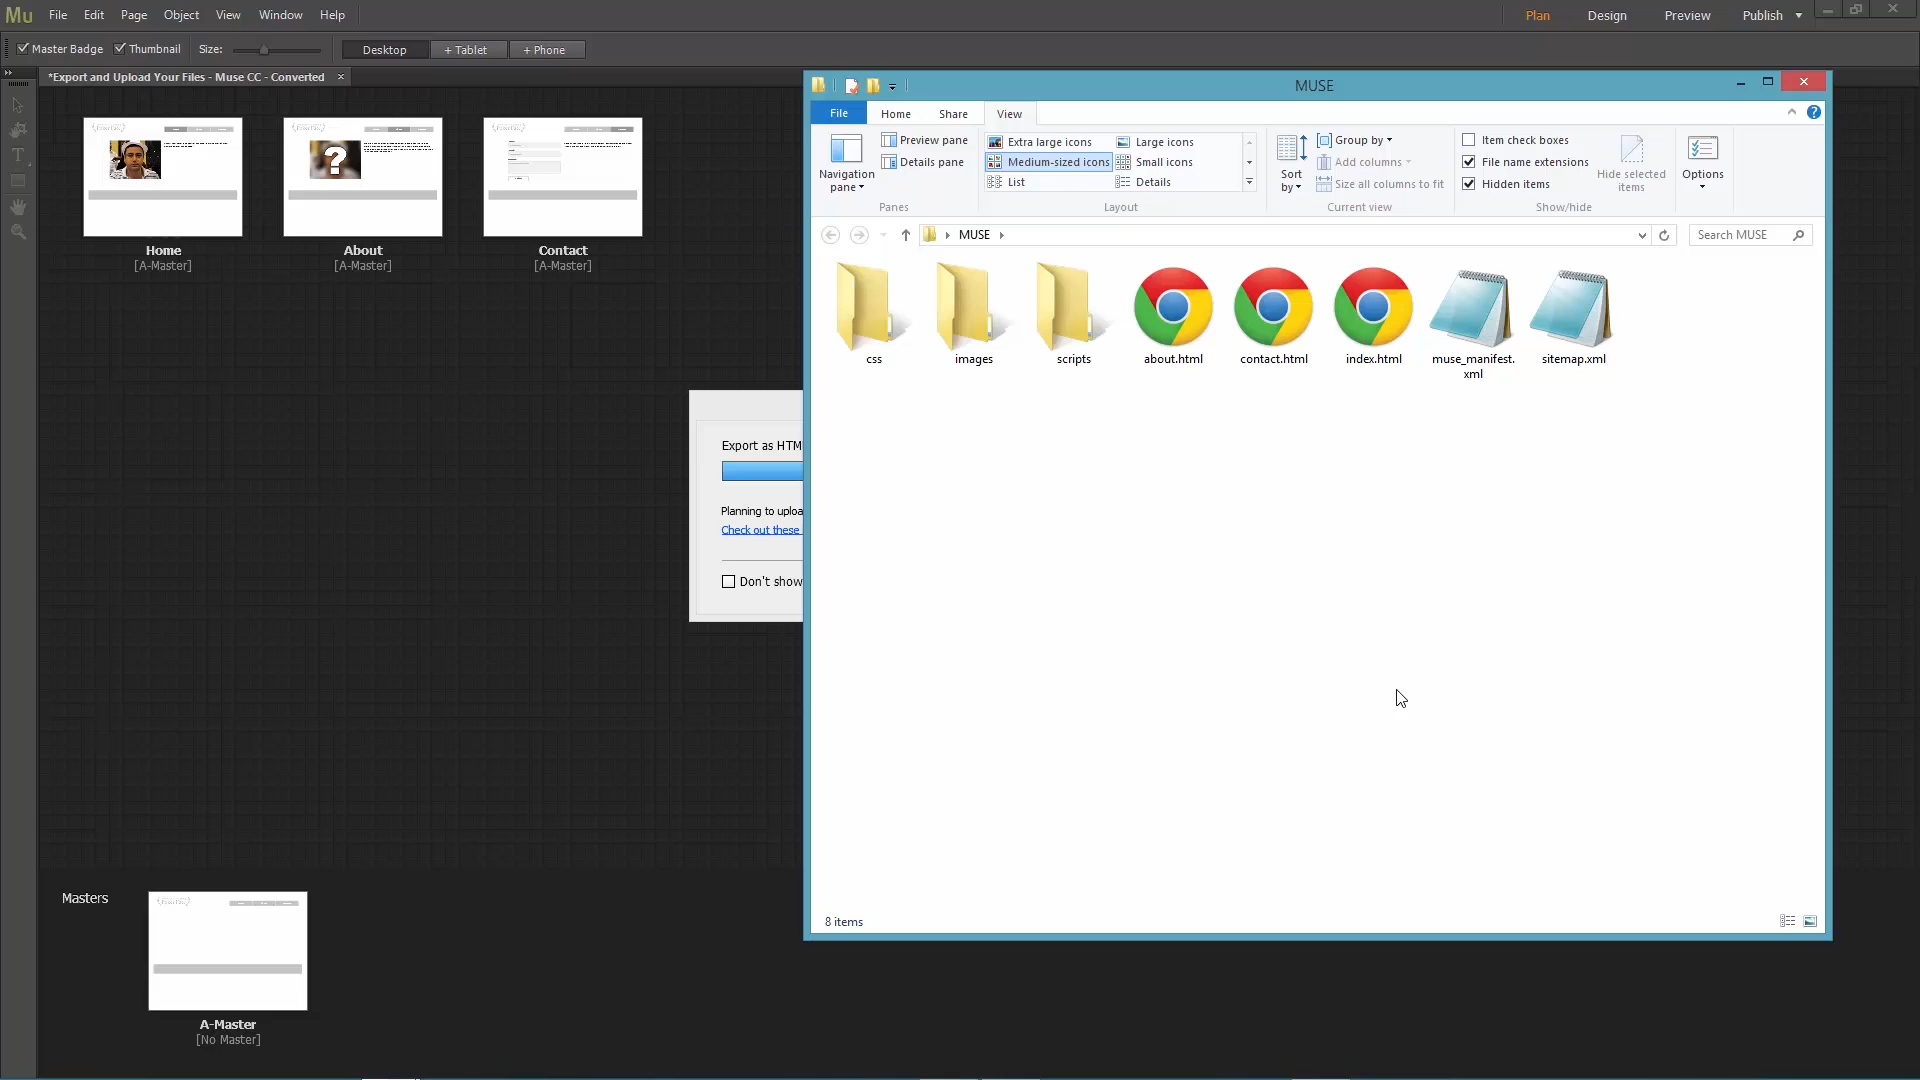 Mu File Edit Page Object View Window Help Plan Design Preview Publish
Master Badge Thumbnail Size: Desktop + Tablet + Phone
*Export and Upload Your Files - Muse CC - Converted
Home
[A-Master]
About
[A-Master]
?
Contact
[A-Master]
Export as HTM
Planning to uploa
Check out these
Don't show
Masters
A-Master
[No Master]
MUSE
File Home Share View
Navigation
pane
Preview pane
Details pane
Panes
Extra large icons Large icons
Medium-sized icons Small icons
List Details
Layout
Sort
by
Group by
Add columns
Size all columns to fit
Current view
Item check boxes
File name extensions
Hidden items
Hide selected
items
Show/hide
Options
MUSE
Search MUSE
css
images
scripts
about.html
contact.html
index.html
muse_manifest.
xml
sitemap.xml
8 items